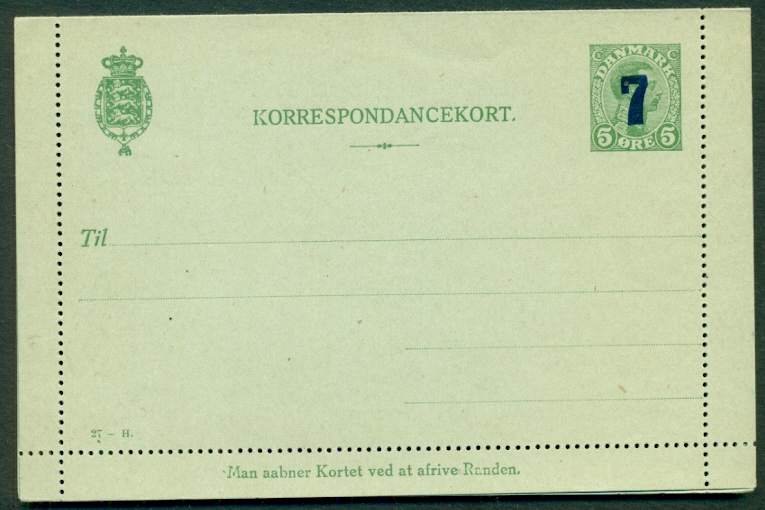 DANMARK
7
KORRESPONDANCEKORT.
5 ØRE 5
Til
27 – H.
Man aabner Kortet ved at afrive Randen.